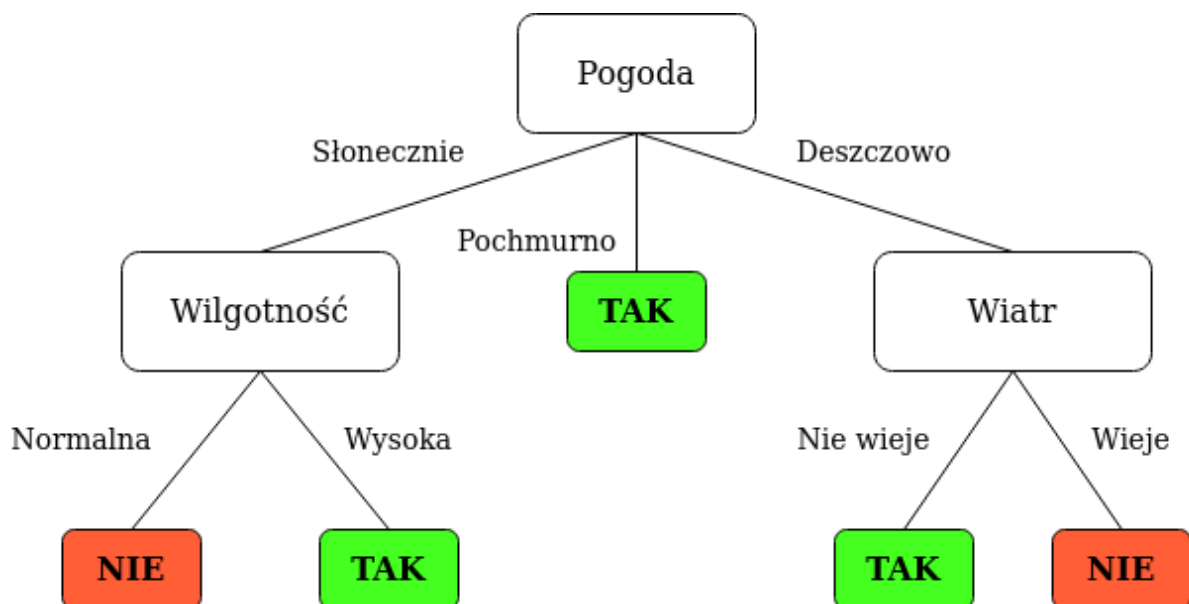 Pogoda
Słonecznie
Deszczowo
Pochmurno
Wilgotność
TAK
Wiatr
Normalna
Wysoka
Nie wieje
Wieje
NIE
TAK
TAK
NIE